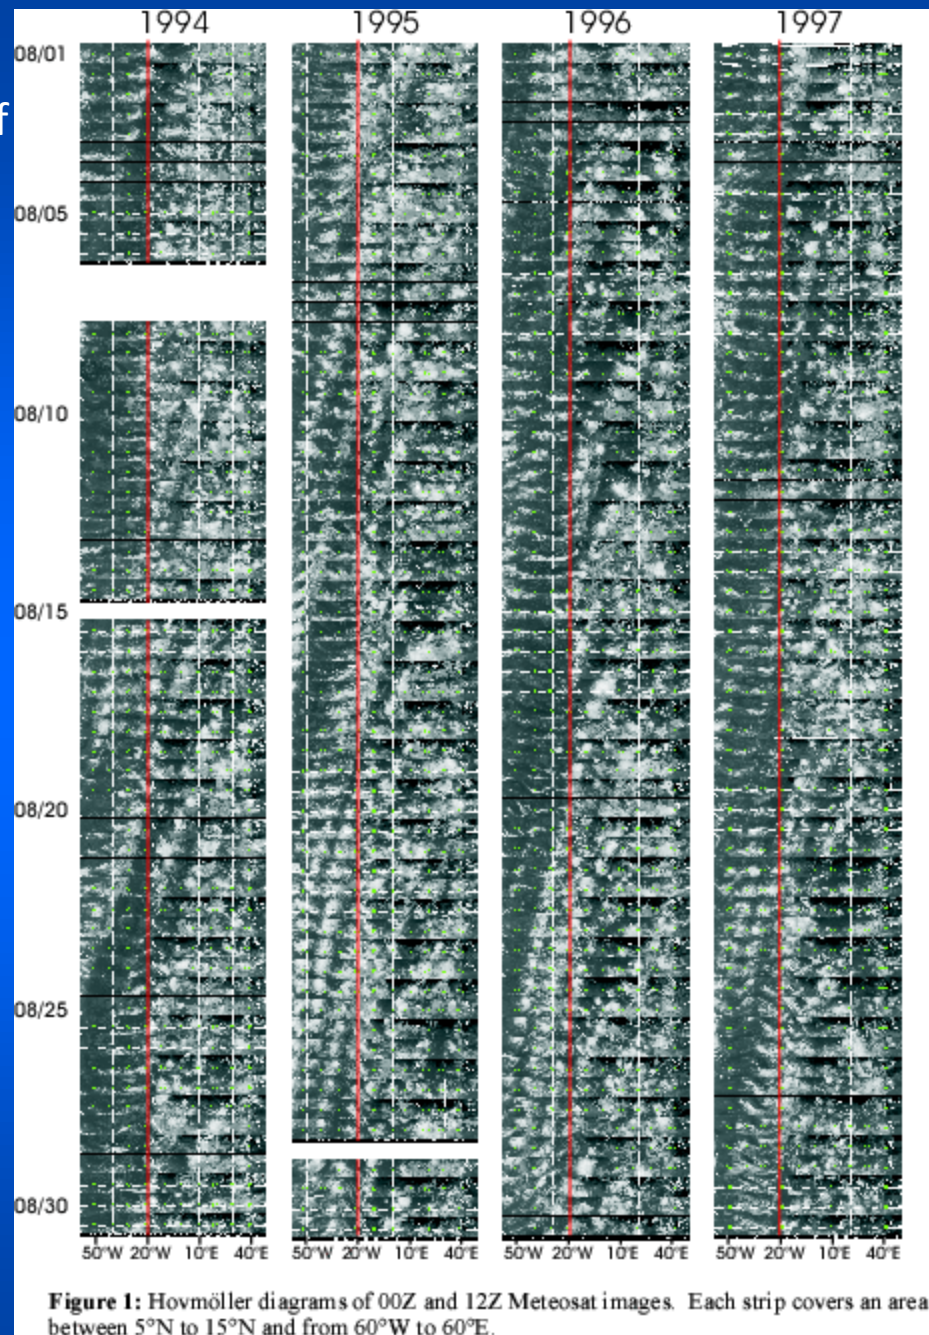 1994 1995 1996 1997
f
08/01
08/05
08/10
08/15
08/20
08/25
08/30
50°W 20°W 10°E 40°E 50°W 20°W 10°E 40°E 50°W 20°W 10°E 40°E 50°W 20°W 10°E 40°E
Figure 1: Hovmöller diagrams of 00Z and 12Z Meteosat images. Each strip covers an area
between 5°N to 15°N and from 60°W to 60°E.